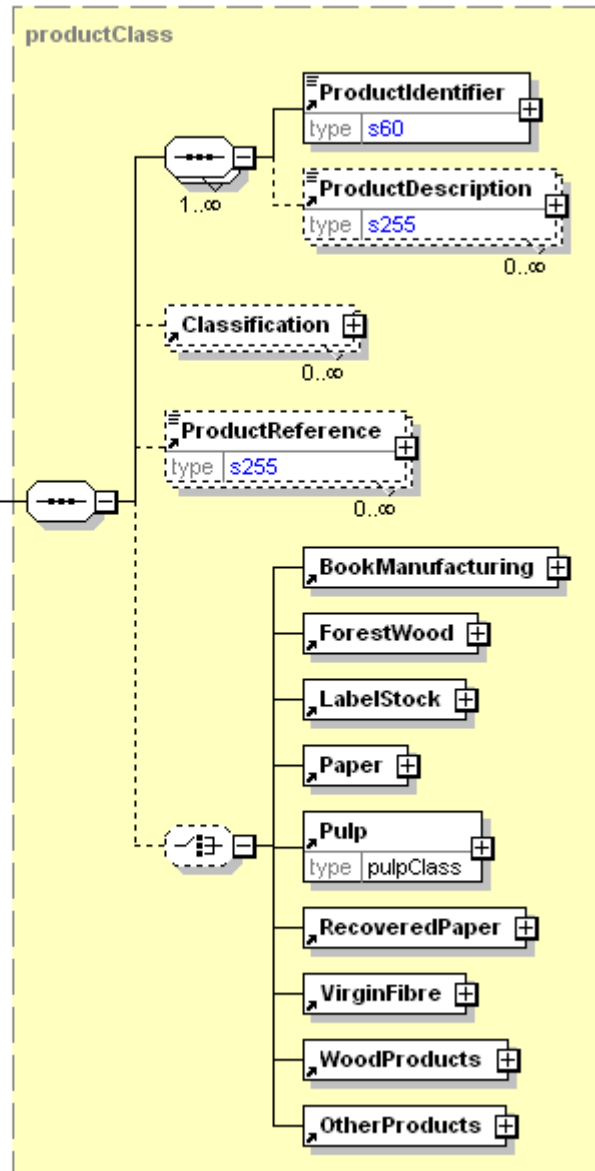 productClass
ProductIdentifier
type s60
1..∞
ProductDescription
type s255
0..∞
Classification
0..∞
ProductReference
type s255
0..∞
BookManufacturing
ForestWood
LabelStock
Paper
Pulp
type pulpClass
RecoveredPaper
VirginFibre
WoodProducts
OtherProducts